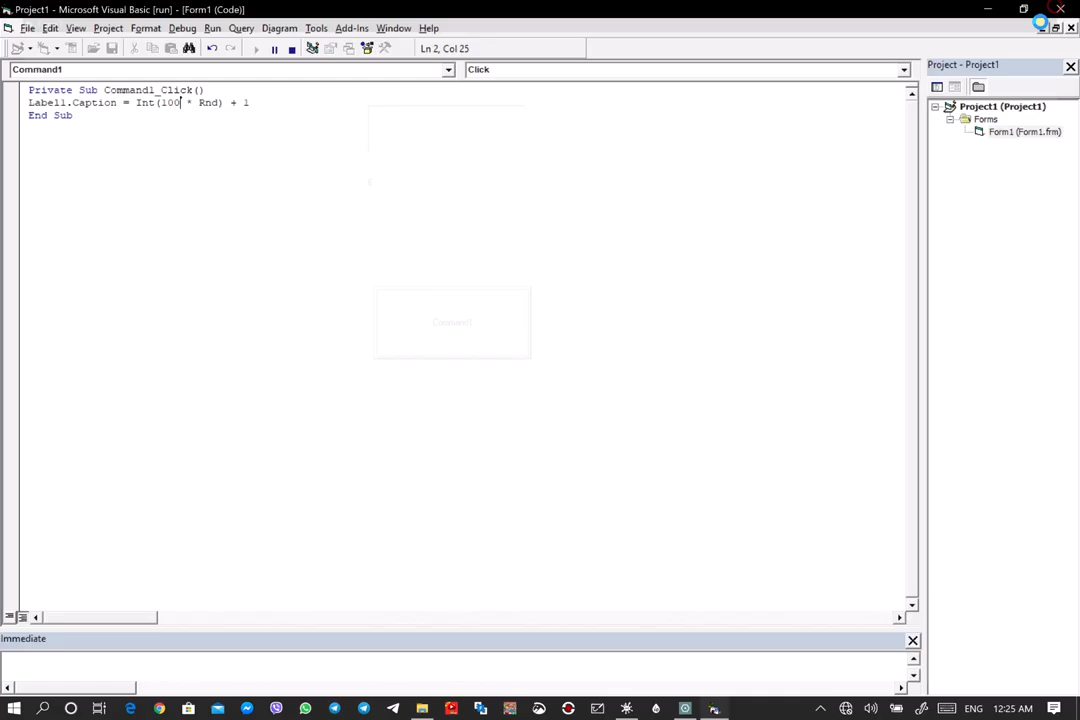 Project1 - Microsoft Visual Basic [run] - [Form1 (Code)]
File Edit View Project Format Debug Run Query Diagram Tools Add-Ins Window Help
Ln 2, Col 25
Command1 Click
Private Sub Command1_Click()
Label1.Caption = Int(100 * Rnd) + 1
End Sub
Command1
Project - Project1
Project1 (Project1)
Forms
Form1 (Form1.frm)
Immediate
ENG 12:25 AM